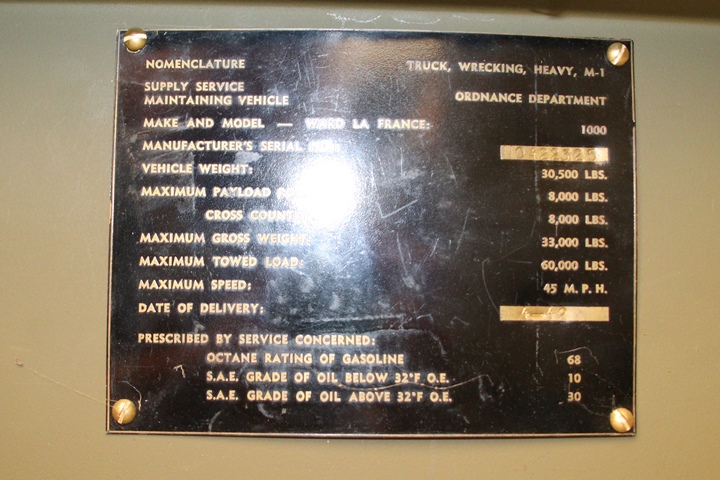 NOMENCLATURE TRUCK, WRECKING, HEAVY, M-1
SUPPLY SERVICE
MAINTAINING VEHICLE ORDNANCE DEPARTMENT
MAKE AND MODEL — WARD LA FRANCE: 1000
MANUFACTURER'S SERIAL
VEHICLE WEIGHT: 30,500 LBS.
MAXIMUM PAYLOAD 8,000 LBS.
CROSS 8,000 LBS.
MAXIMUM GROSS WEIGHT: 33,000 LBS.
MAXIMUM TOWED LOAD: 60,000 LBS.
MAXIMUM SPEED: 45 M. P. H.
DATE OF DELIVERY:
PRESCRIBED BY SERVICE CONCERNED:
OCTANE RATING OF GASOLINE 68
S.A.E. GRADE OF OIL BELOW 32°F O.E. 10
S.A.E. GRADE OF OIL ABOVE 32°F O.E. 30